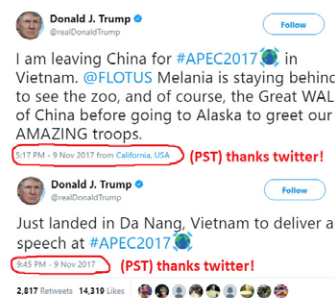 Donald J. Trump
@realDonaldTrump
Follow
I am leaving China for #APEC2017 in
Vietnam. @FLOTUS Melania is staying behind
to see the zoo, and of course, the Great WAL
of China before going to Alaska to greet our
AMAZING troops.
5:17 PM - 9 Nov 2017 from California, USA
(PST) thanks twitter!
Donald J. Trump
@realDonaldTrump
Follow
Just landed in Da Nang, Vietnam to deliver a
speech at #APEC2017
9:45 PM - 9 Nov 2017
(PST) thanks twitter!
2,817 Retweets 14,319 Likes